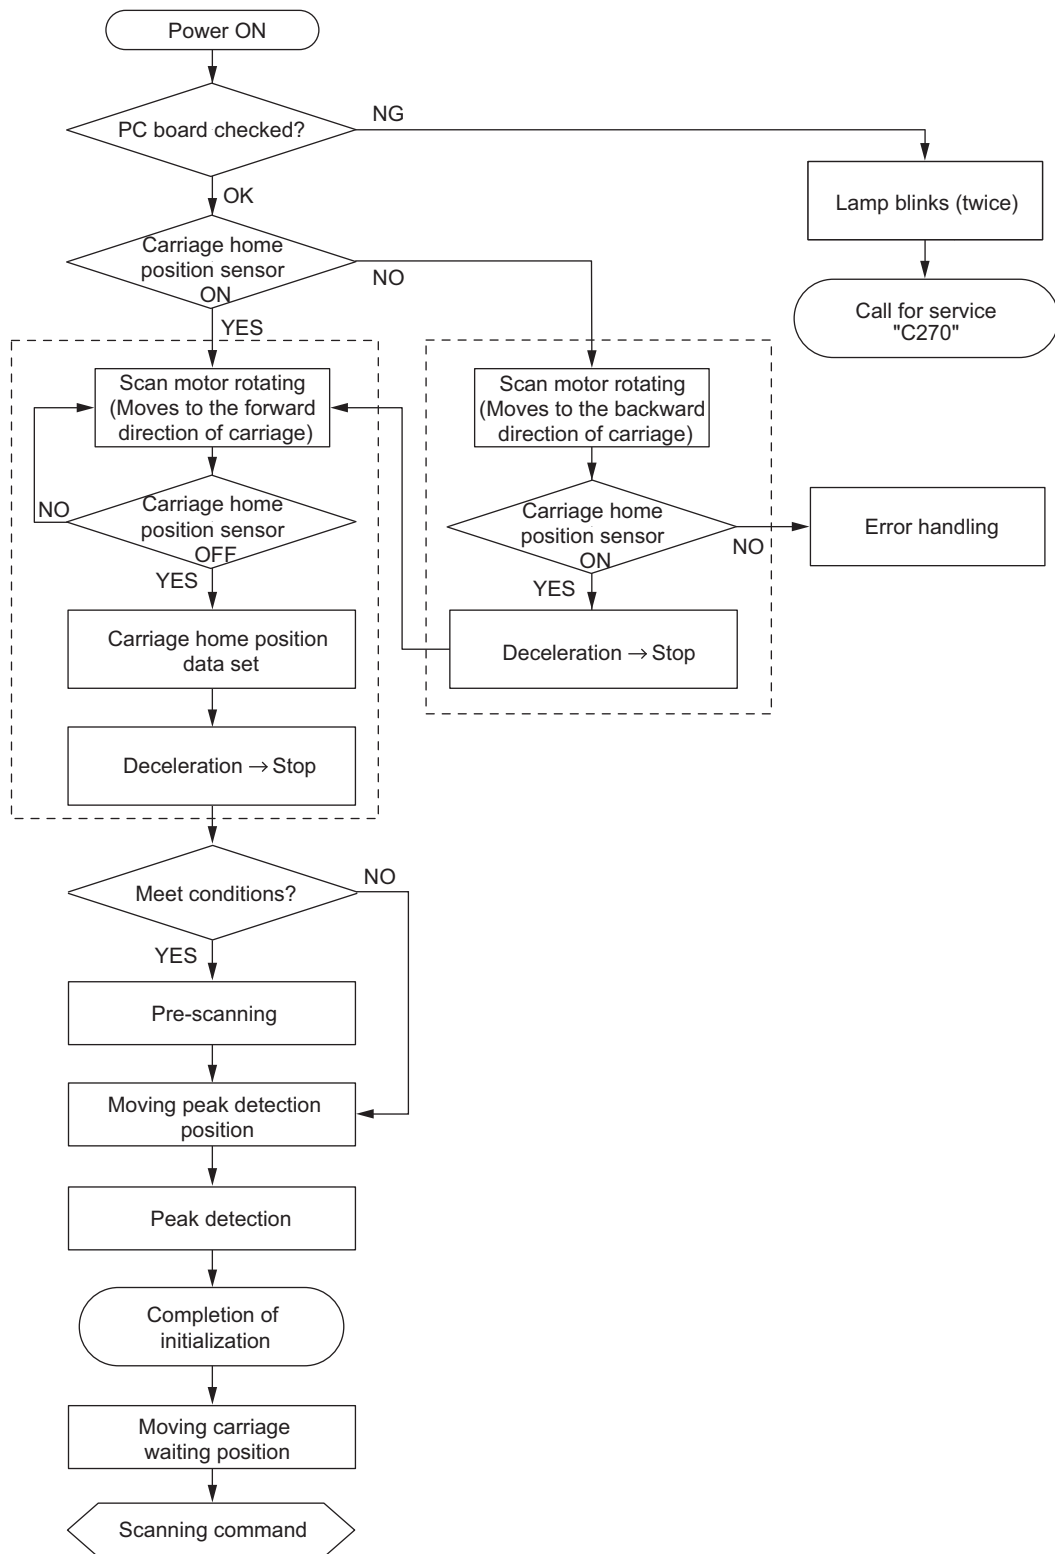 Power ON
PC board checked?
NG
OK
Lamp blinks (twice)
Carriage home
position sensor
ON
NO
YES
Call for service
"C270"
Scan motor rotating
(Moves to the forward
direction of carriage)
Scan motor rotating
(Moves to the backward
direction of carriage)
NO
Carriage home
position sensor
OFF
YES
Carriage home
position sensor
ON
NO
YES
Error handling
Carriage home position
data set
Deceleration → Stop
Deceleration → Stop
Meet conditions?
NO
YES
Pre-scanning
Moving peak detection
position
Peak detection
Completion of
initialization
Moving carriage
waiting position
Scanning command